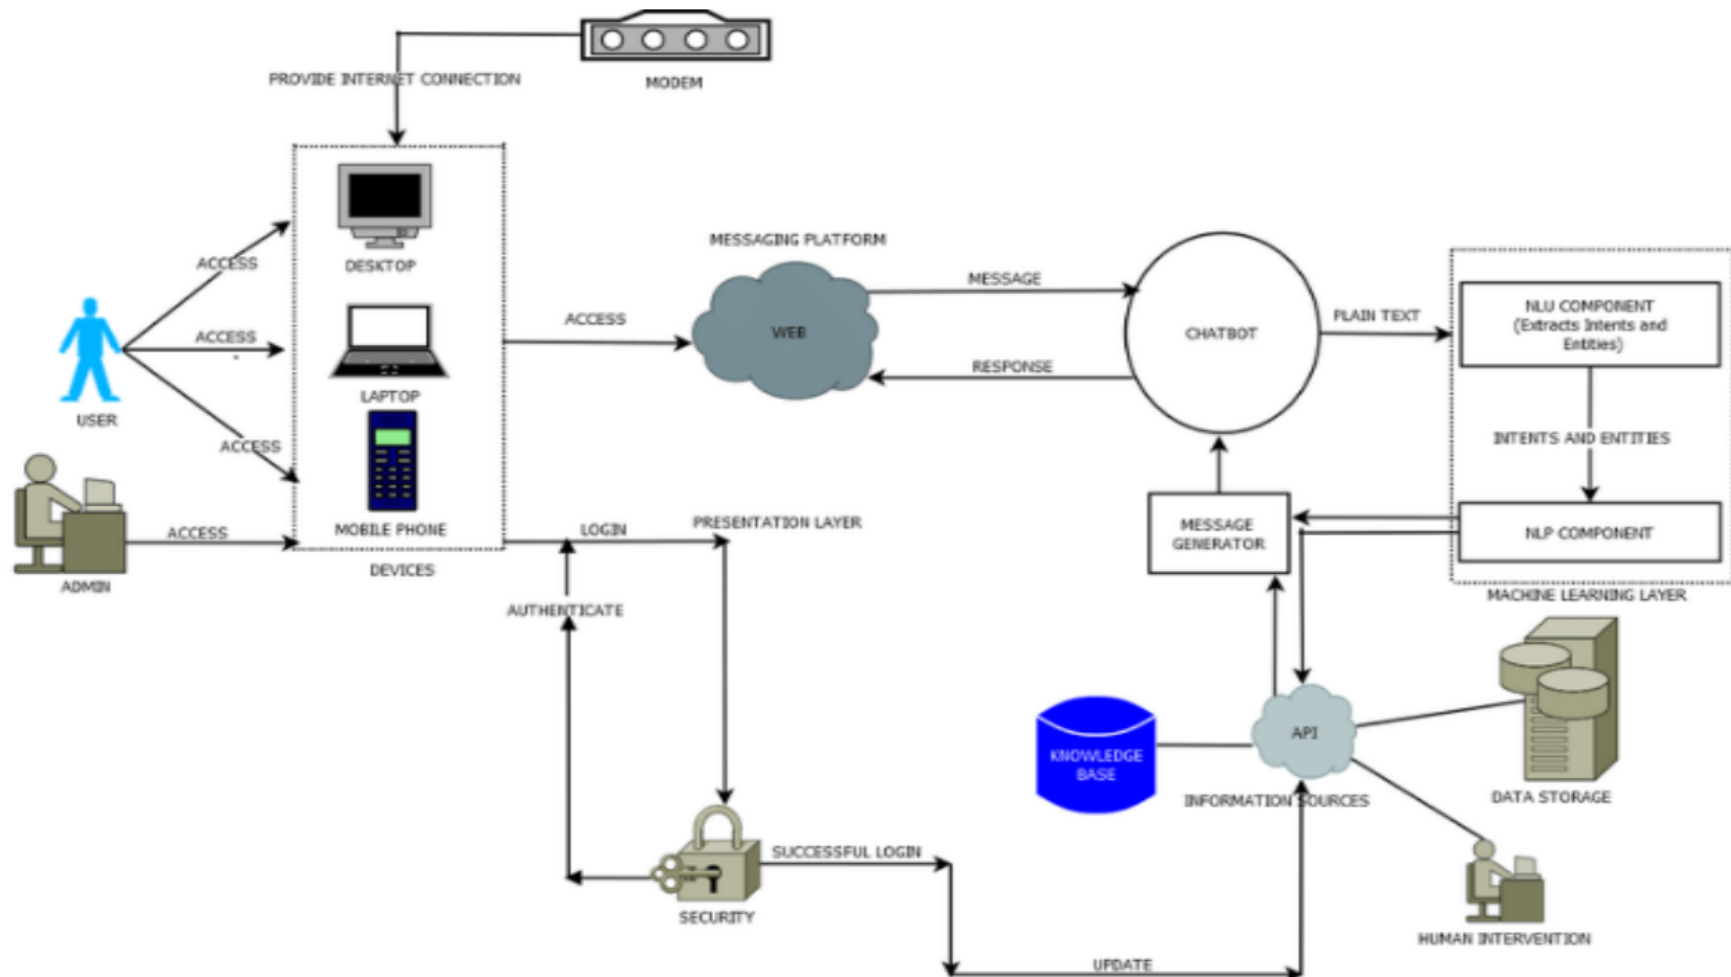 PROVIDE INTERNET CONNECTION
MODEM
DESKTOP
LAPTOP
MOBILE PHONE
DEVICES
ACCESS
ACCESS
ACCESS
USER
ACCESS
ADMIN
ACCESS
MESSAGING PLATFORM
WEB
MESSAGE
RESPONSE
CHATBOT
PLAIN TEXT
NLU COMPONENT
(Extracts Intents and
Entities)
INTENTS AND ENTITIES
NLP COMPONENT
MACHINE LEARNING LAYER
MESSAGE
GENERATOR
LOGIN
PRESENTATION LAYER
AUTHENTICATE
KNOWLEDGE
BASE
API
INFORMATION SOURCES
DATA STORAGE
SUCCESSFUL LOGIN
SECURITY
HUMAN INTERVENTION
UPDATE